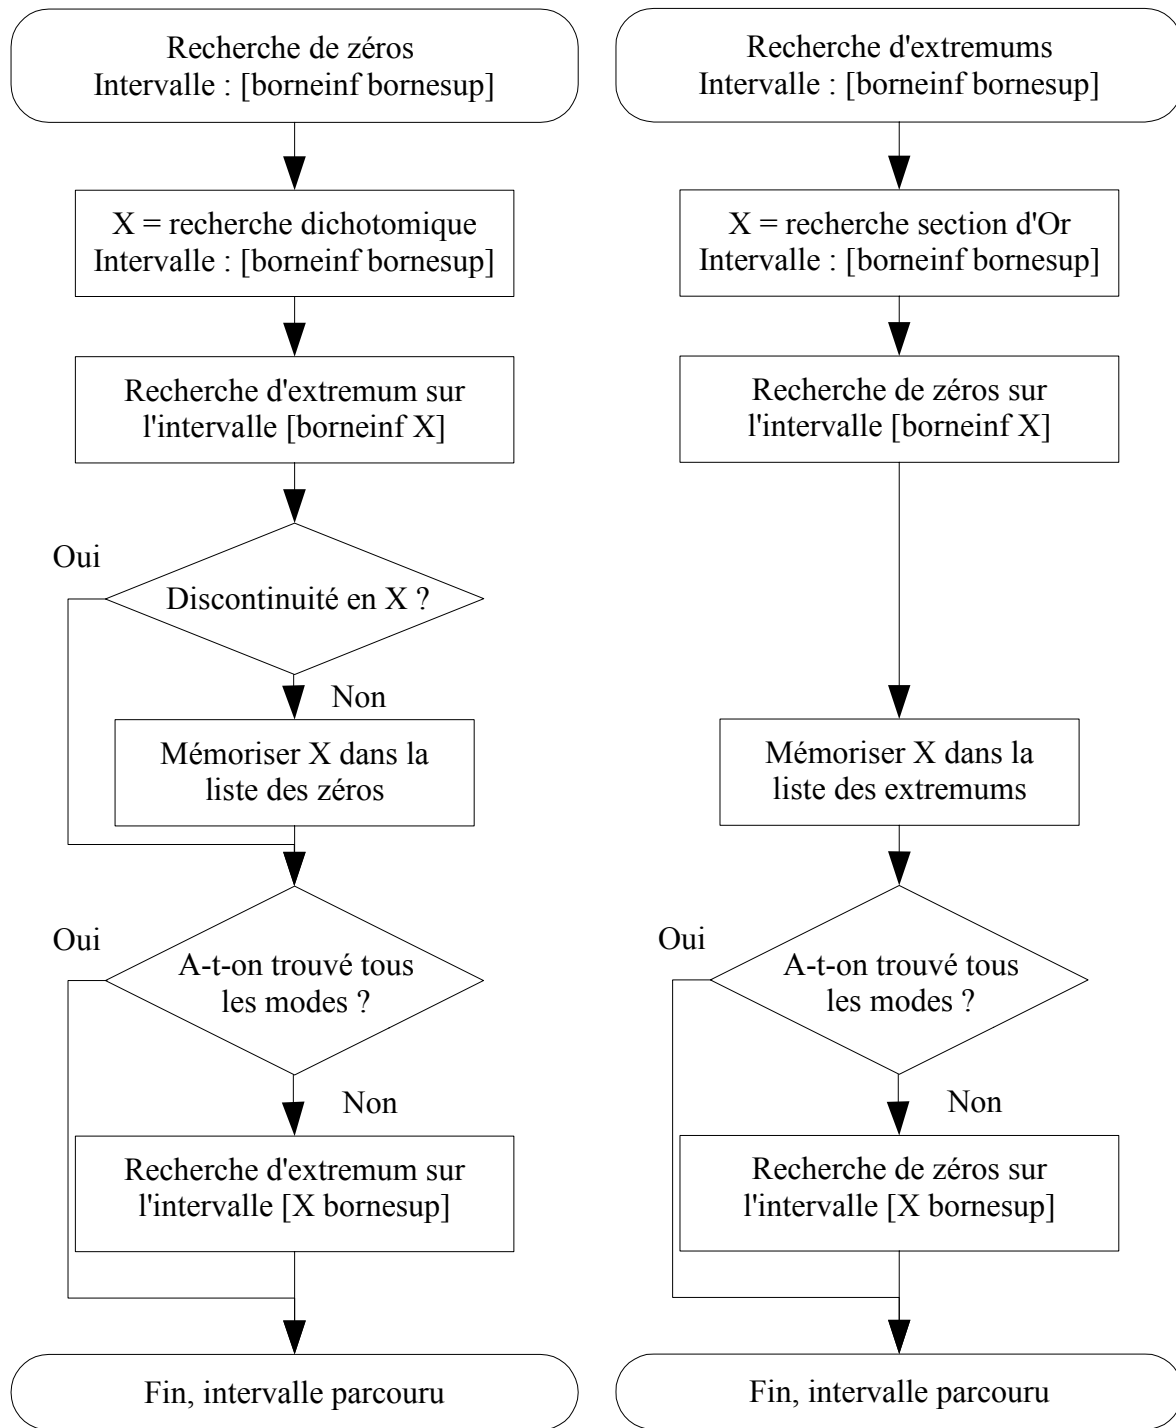 Recherche de zéros
Intervalle : [borneinf bornesup]
X = recherche dichotomique
Intervalle : [borneinf bornesup]
Recherche d'extremum sur
l'intervalle [borneinf X]
Oui
Discontinuité en X ?
Non
Mémoriser X dans la
liste des zéros
Oui
A-t-on trouvé tous
les modes ?
Non
Recherche d'extremum sur
l'intervalle [X bornesup]
Fin, intervalle parcouru
Recherche d'extremums
Intervalle : [borneinf bornesup]
X = recherche section d'Or
Intervalle : [borneinf bornesup]
Recherche de zéros sur
l'intervalle [borneinf X]
Mémoriser X dans la
liste des extremums
Oui
A-t-on trouvé tous
les modes ?
Non
Recherche de zéros sur
l'intervalle [X bornesup]
Fin, intervalle parcouru